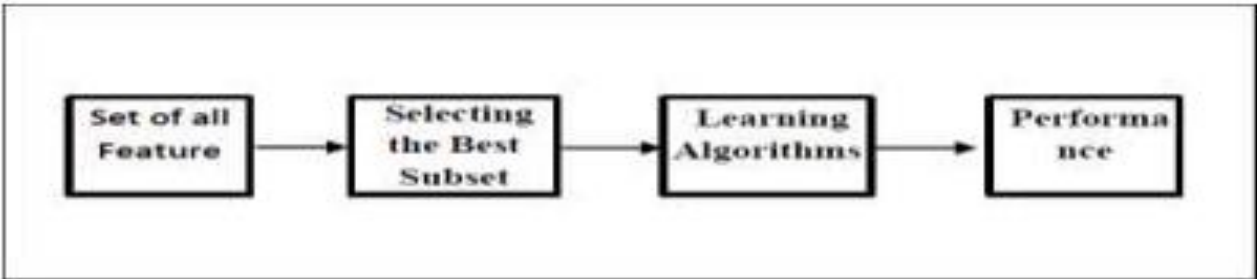 Set of all
Feature
Selecting
the Best
Subset
Learning
Algorithms
Performa
nce